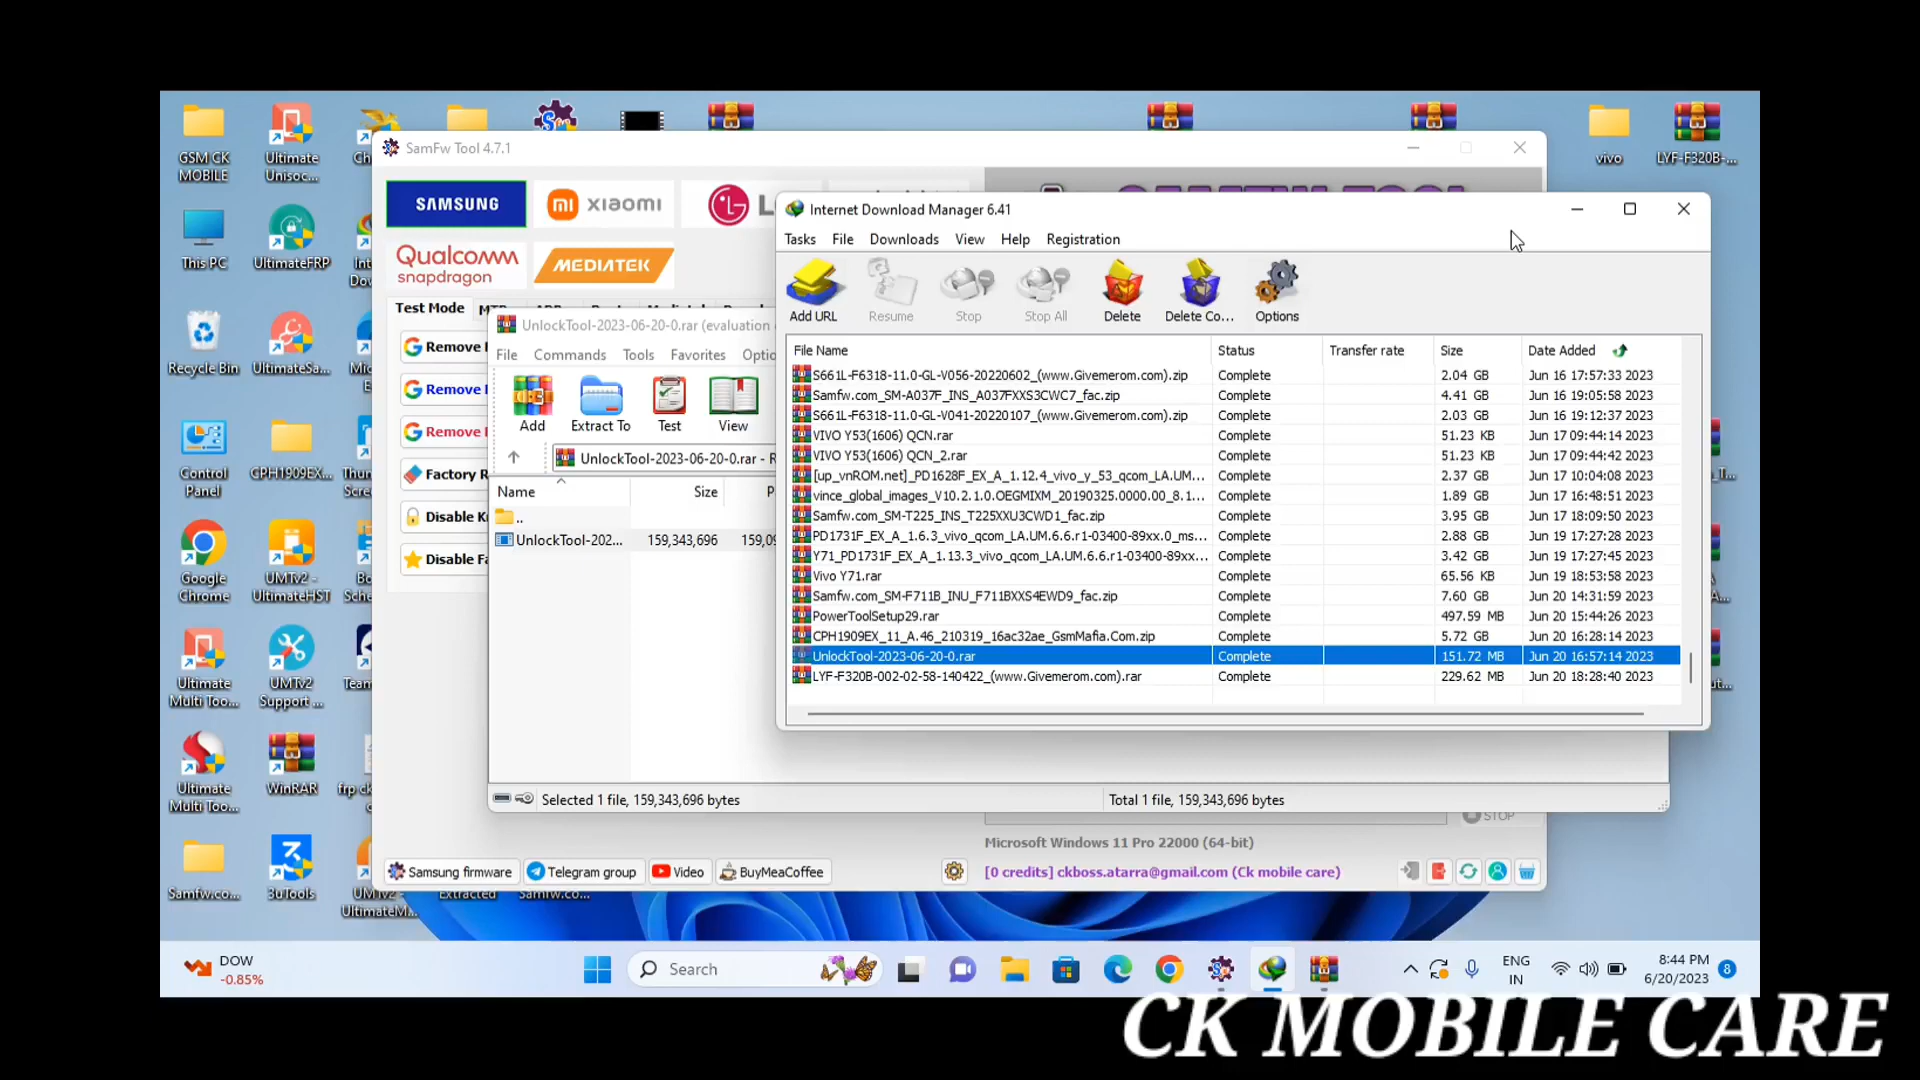 GSM CK
MOBILE
Ultimate
Unisoc...
vivo
LYF-F320B-...
This PC
UltimateFRP
Recycle Bin
UltimateSa...
Control
Panel
CPH1909EX...
Google
Chrome
UMTv2 -
UltimateHST
Ultimate
Multi Too...
UMTv2
Support ...
Ultimate
Multi Too...
WinRAR
Samfw.co...
3uTools
UMTv2 -
UltimateM...
Extracted
Samfw.co...
SamFw Tool 4.7.1
SAMSUNG
xiaomi
Qualcomm
snapdragon
MEDIATEK
Test Mode
Remove
Remove
Remove
Factory R
Disable K
Disable Fa
Samsung firmware
Telegram group
Video
BuyMeaCoffee
STOP
Microsoft Windows 11 Pro 22000 (64-bit)
[0 credits] ckboss.atarra@gmail.com (Ck mobile care)
UnlockTool-2023-06-20-0.rar (evaluation
File Commands Tools Favorites Optio
Add Extract To Test View
UnlockTool-2023-06-20-0.rar - R
Name Size P
..
UnlockTool-202... 159,343,696 159,09
Selected 1 file, 159,343,696 bytes
Total 1 file, 159,343,696 bytes
Internet Download Manager 6.41
Tasks File Downloads View Help Registration
Add URL Resume Stop Stop All Delete Delete Co... Options
File Name Status Transfer rate Size Date Added
S661L-F6318-11.0-GL-V056-20220602_(www.Givemerom.com).zip Complete 2.04 GB Jun 16 17:57:33 2023
Samfw.com_SM-A037F_INS_A037FXXS3CWC7_fac.zip Complete 4.41 GB Jun 16 19:05:58 2023
S661L-F6318-11.0-GL-V041-20220107_(www.Givemerom.com).zip Complete 2.03 GB Jun 16 19:12:37 2023
VIVO Y53(1606) QCN.rar Complete 51.23 KB Jun 17 09:44:14 2023
VIVO Y53(1606) QCN_2.rar Complete 51.23 KB Jun 17 09:44:42 2023
[up_vnROM.net]_PD1628F_EX_A_1.12.4_vivo_y_53_qcom_LA.UM... Complete 2.37 GB Jun 17 10:04:08 2023
vince_global_images_V10.2.1.0.OEGMIXM_20190325.0000.00_8.1... Complete 1.89 GB Jun 17 16:48:51 2023
Samfw.com_SM-T225_INS_T225XXU3CWD1_fac.zip Complete 3.95 GB Jun 17 18:09:50 2023
PD1731F_EX_A_1.6.3_vivo_qcom_LA.UM.6.6.r1-03400-89xx.0_ms... Complete 2.88 GB Jun 19 17:27:28 2023
Y71_PD1731F_EX_A_1.13.3_vivo_qcom_LA.UM.6.6.r1-03400-89xx... Complete 3.42 GB Jun 19 17:27:45 2023
Vivo Y71.rar Complete 65.56 KB Jun 19 18:53:58 2023
Samfw.com_SM-F711B_INU_F711BXXS4EWD9_fac.zip Complete 7.60 GB Jun 20 14:31:59 2023
PowerToolSetup29.rar Complete 497.59 MB Jun 20 15:44:26 2023
CPH1909EX_11_A.46_210319_16ac32ae_GsmMafia.Com.zip Complete 5.72 GB Jun 20 16:28:14 2023
UnlockTool-2023-06-20-0.rar Complete 151.72 MB Jun 20 16:57:14 2023
LYF-F320B-002-02-58-140422_(www.Givemerom.com).rar Complete 229.62 MB Jun 20 18:28:40 2023
DOW
-0.85%
Search
ENG
IN
8:44 PM
6/20/2023
8
CK MOBILE CARE